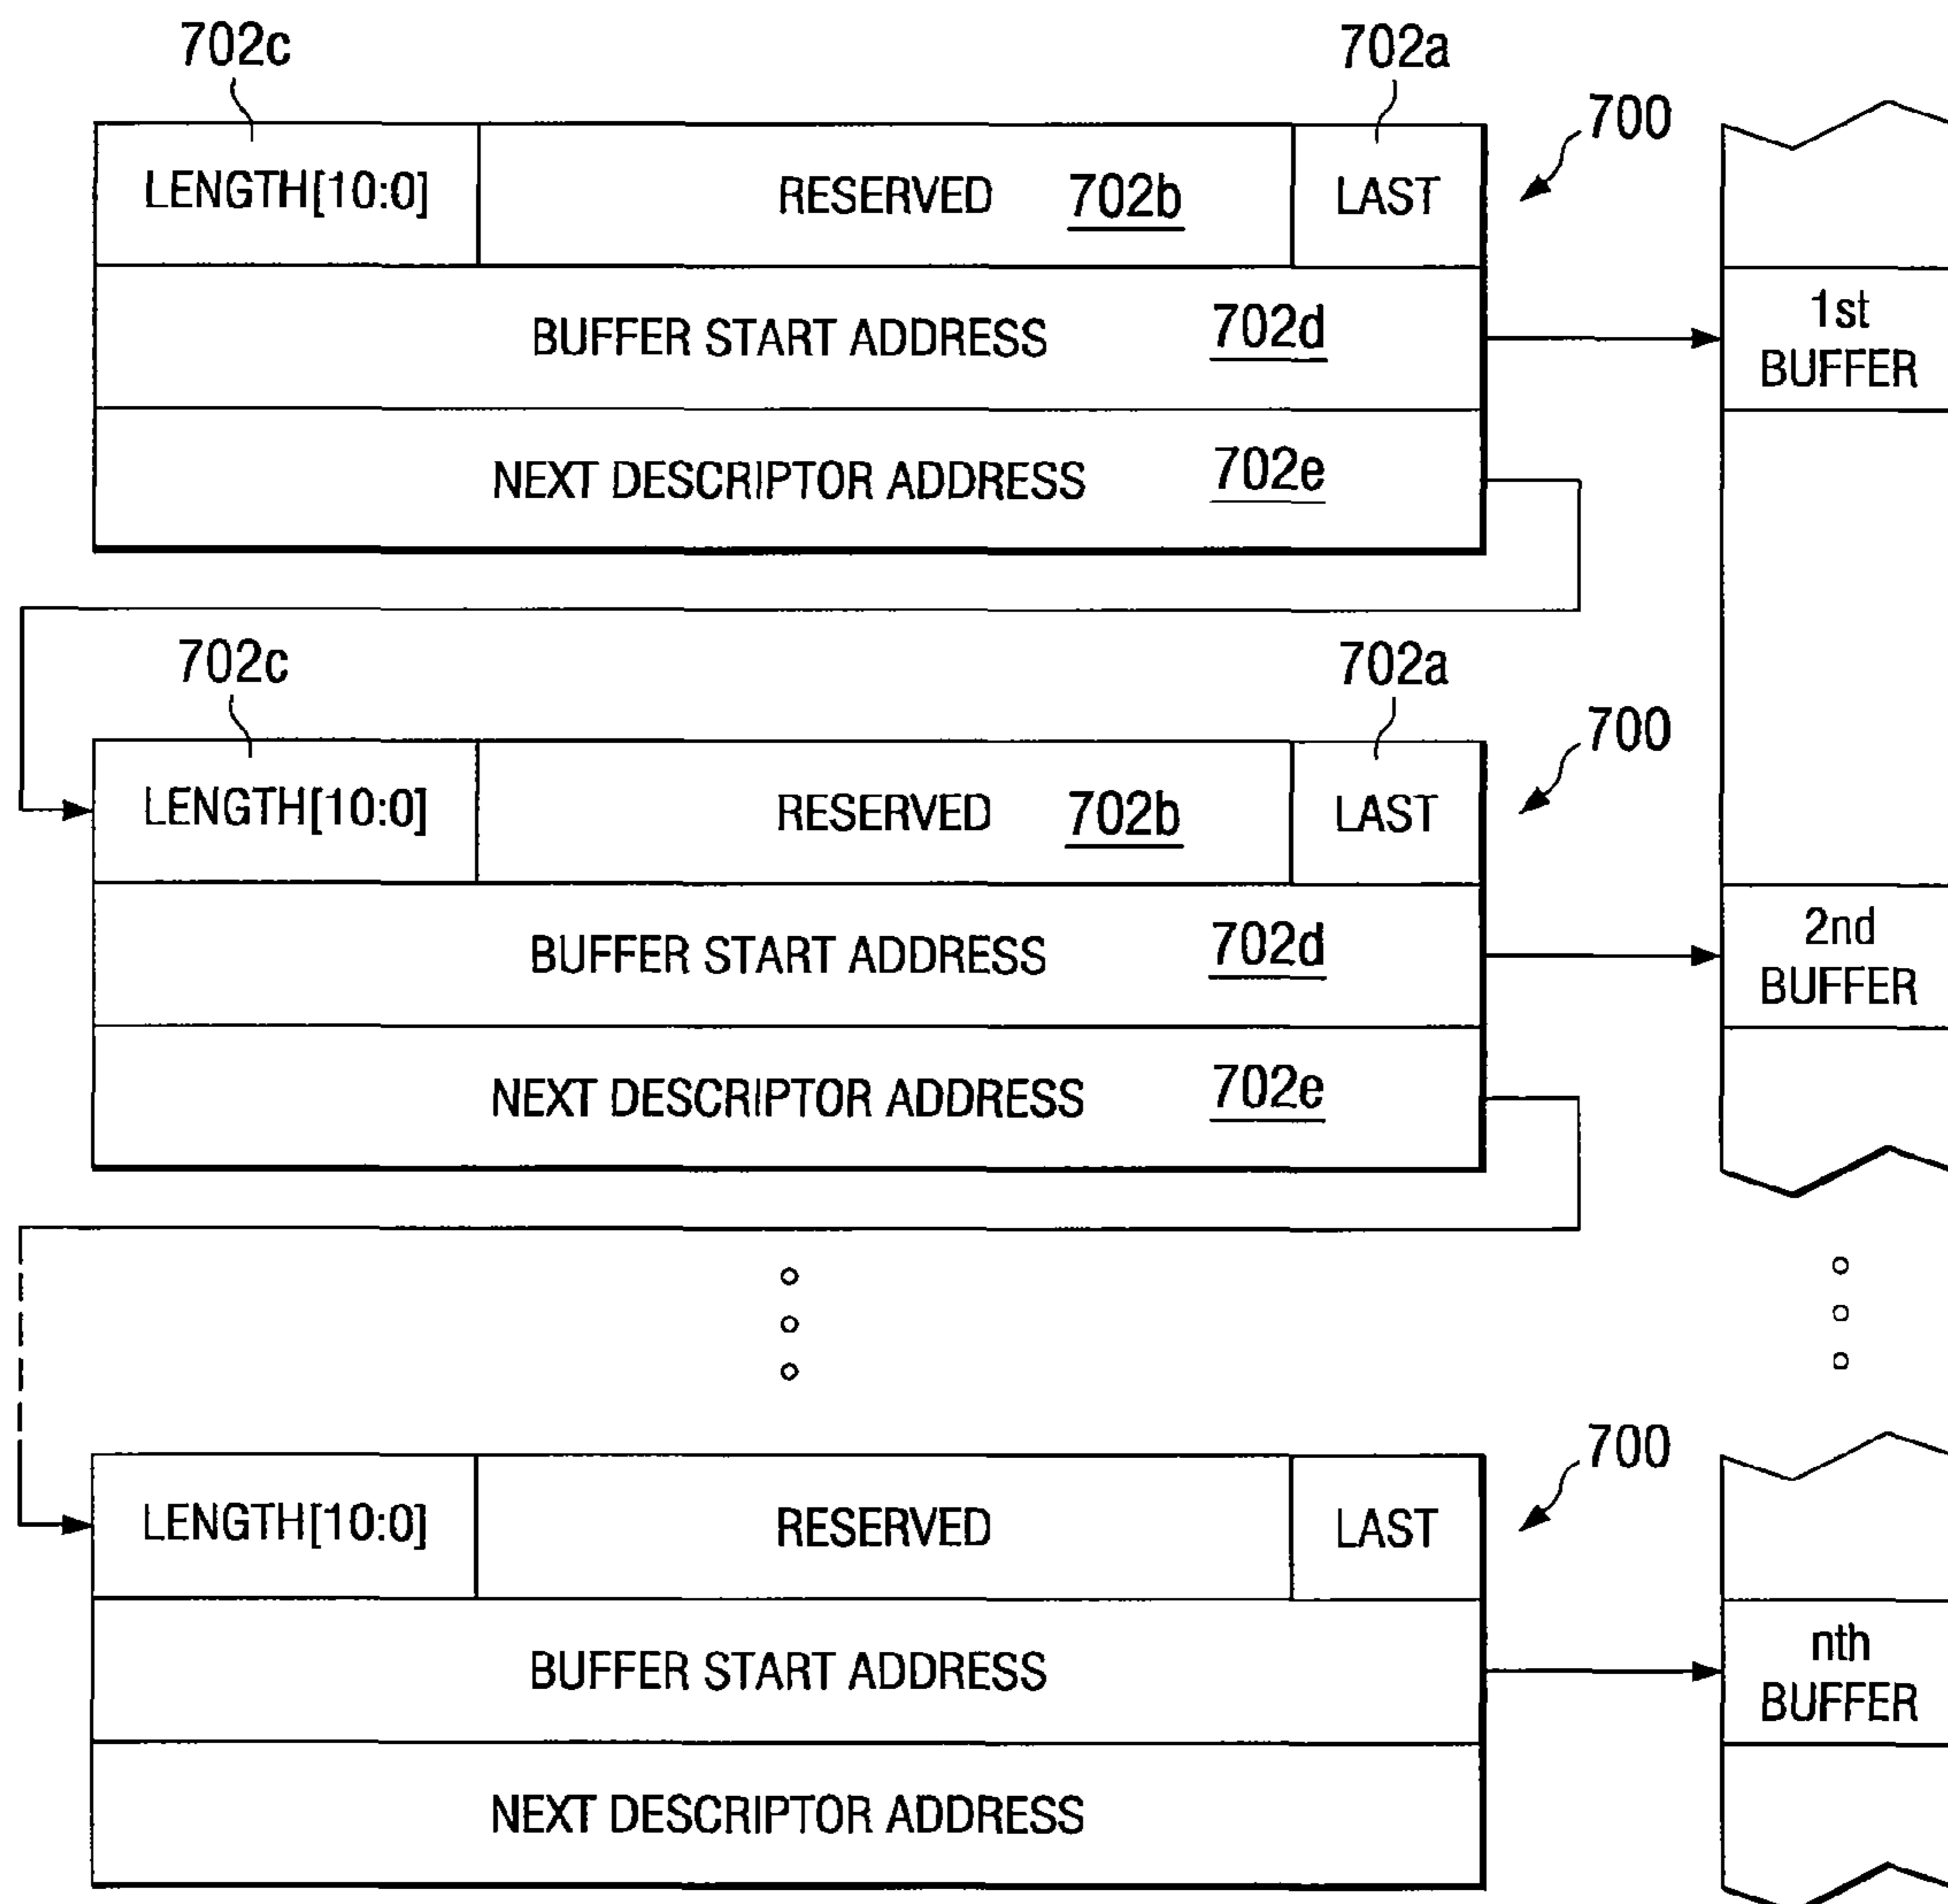 702c 702a
700
LENGTH[10:0] RESERVED 702b LAST
BUFFER START ADDRESS 702d
1st
BUFFER
NEXT DESCRIPTOR ADDRESS 702e
702c 702a
700
LENGTH[10:0] RESERVED 702b LAST
BUFFER START ADDRESS 702d
2nd
BUFFER
NEXT DESCRIPTOR ADDRESS 702e
700
LENGTH[10:0] RESERVED LAST
BUFFER START ADDRESS
nth
BUFFER
NEXT DESCRIPTOR ADDRESS